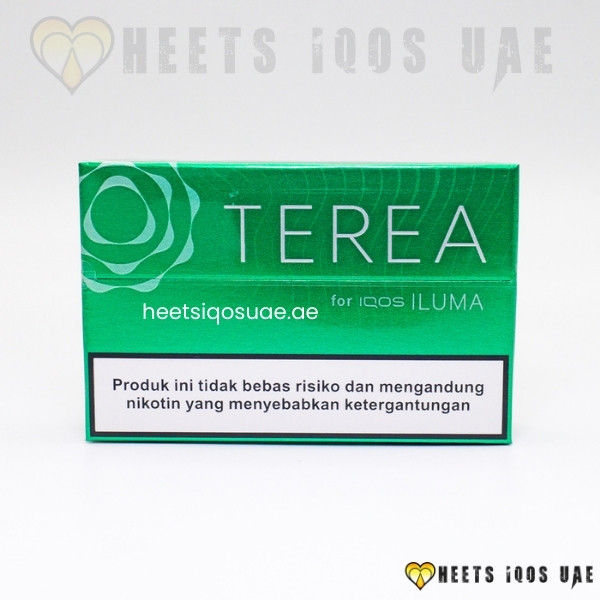 HEETS iQOS UAE
TEREA
for IQOS ILUMA
heetsiqosuae.ae
Produk ini tidak bebas risiko dan mengandung
nikotin yang menyebabkan ketergantungan
HEETS iQOS UAE